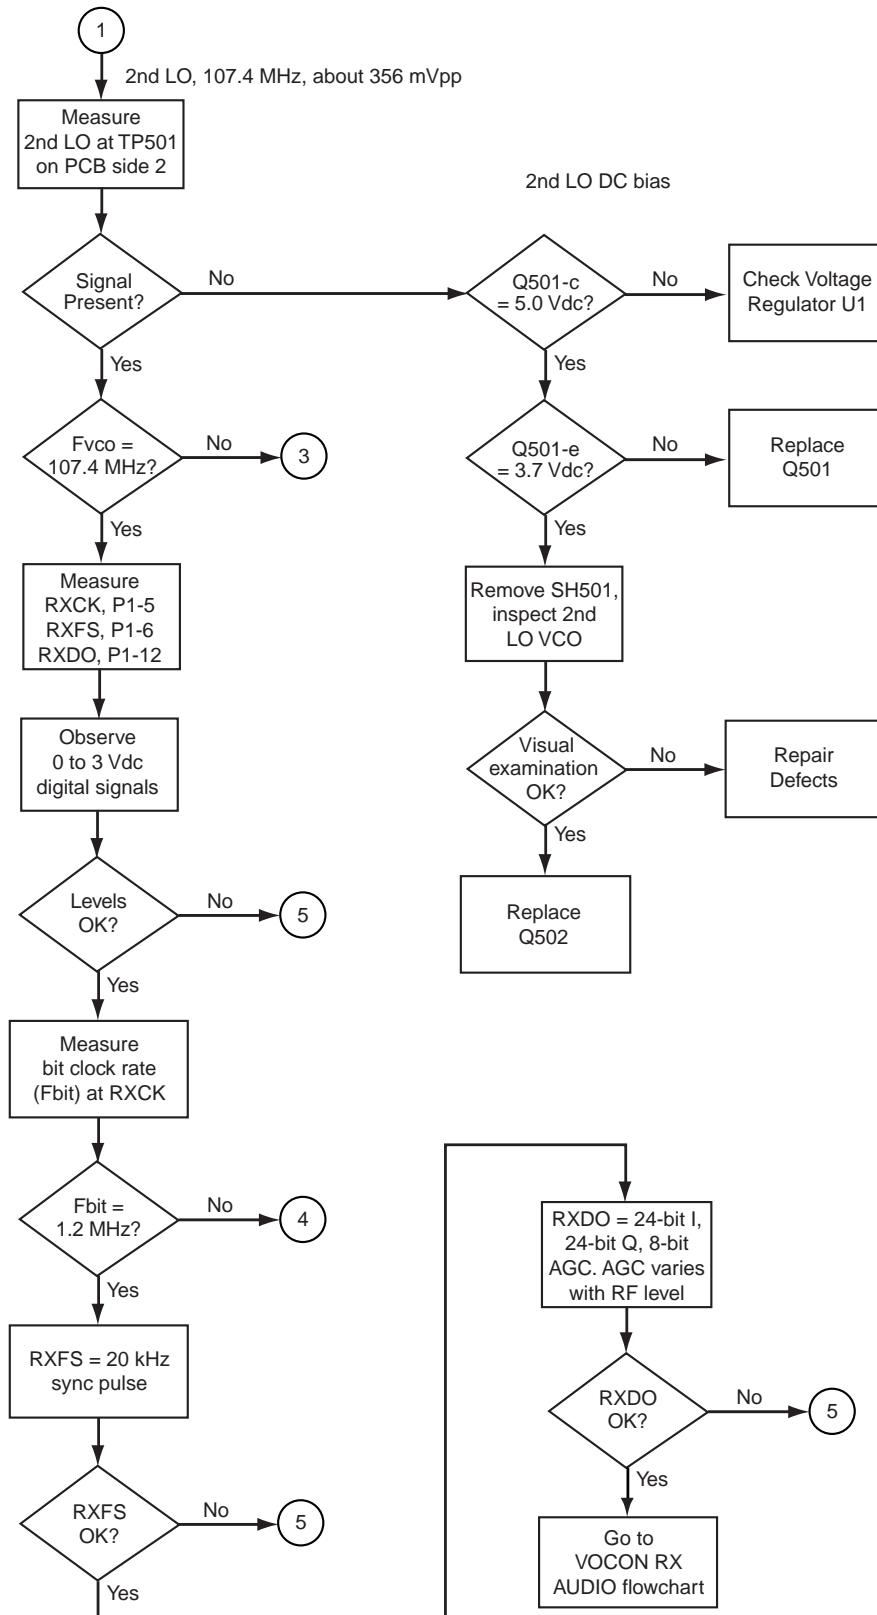 1
2nd LO, 107.4 MHz, about 356 mVpp
Measure
2nd LO at TP501
on PCB side 2
2nd LO DC bias
Signal
Present?
No
Yes
Q501-c
= 5.0 Vdc?
No
Yes
Check Voltage
Regulator U1
Fvco =
107.4 MHz?
No
3
Yes
Q501-e
= 3.7 Vdc?
No
Yes
Replace
Q501
Measure
RXCK, P1-5
RXFS, P1-6
RXDO, P1-12
Remove SH501,
inspect 2nd
LO VCO
Observe
0 to 3 Vdc
digital signals
Visual
examination
OK?
No
Yes
Repair
Defects
Levels
OK?
No
5
Yes
Replace
Q502
Measure
bit clock rate
(Fbit) at RXCK
Fbit =
1.2 MHz?
No
4
Yes
RXFS = 20 kHz
sync pulse
RXFS
OK?
No
5
Yes
RXDO = 24-bit I,
24-bit Q, 8-bit
AGC. AGC varies
with RF level
RXDO
OK?
No
5
Yes
Go to
VOCON RX
AUDIO flowchart